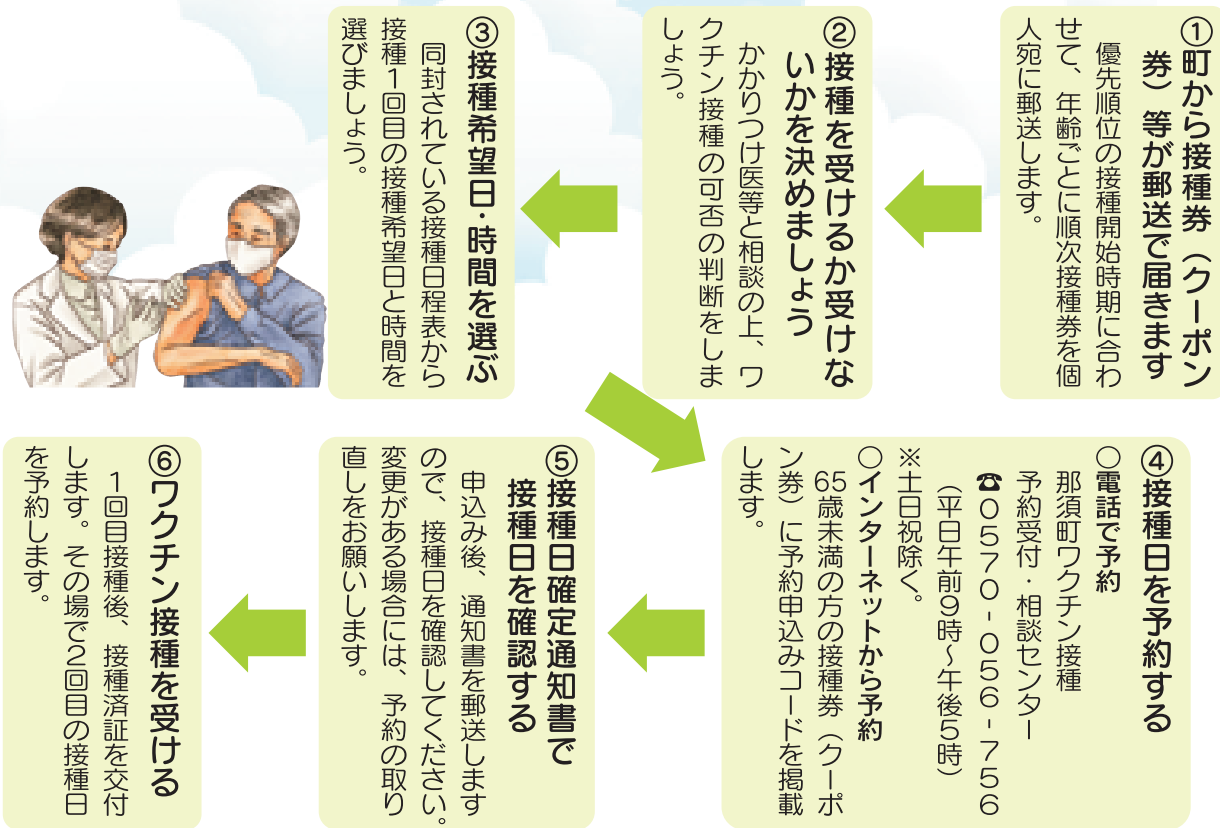 ①町から接種券（クーポン
券）等が郵送で届きます
優先順位の接種開始時期に合わ
せて、年齢ごとに順次接種券を個
人宛に郵送します。
②接種を受けるか受けな
いかを決めましょう
かかりつけ医等と相談の上、ワ
クチン接種の可否の判断をしま
しょう。
③接種希望日・時間を選ぶ
同封されている接種日程表から
接種１回目の接種希望日と時間を
選びましょう。
④接種日を予約する
○電話で予約
那須町ワクチン接種
予約受付・相談センター
☎０５７０-０５６-７５６
（平日午前９時～午後５時）
※土日祝除く。
○インターネットから予約
65歳未満の方の接種券（クーポ
ン券）に予約申込みコードを掲載
します。
⑤接種日確定通知書で
接種日を確認する
申込み後、通知書を郵送します
ので、接種日を確認してください。
変更がある場合には、予約の取り
直しをお願いします。
⑥ワクチン接種を受ける
１回目接種後、接種済証を交付
します。その場で２回目の接種日
を予約します。